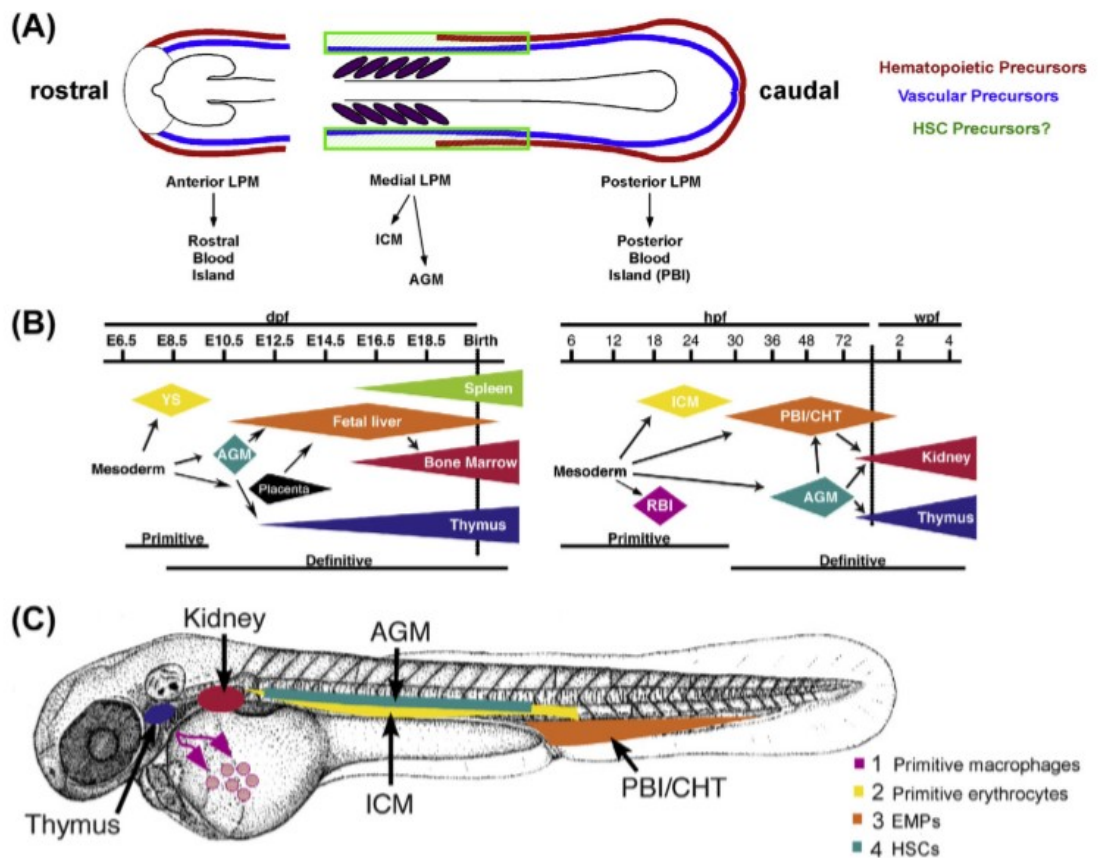 (A)
rostral
caudal
Hematopoietic Precursors
Vascular Precursors
HSC Precursors?
Anterior LPM
Medial LPM
Posterior LPM
Rostral
Blood
Island
ICM
AGM
Posterior
Blood
Island (PBI)
(B)
dpf
E6.5 E8.5 E10.5 E12.5 E14.5 E16.5 E18.5 Birth
YS
Spleen
Fetal liver
AGM
Mesoderm
Bone Marrow
Placenta
Thymus
Primitive
Definitive
hpf
wpf
6 12 18 24 30 36 48 72 2 4
ICM
PBI/CHT
Kidney
Mesoderm
RBI
AGM
Thymus
Primitive
Definitive
(C)
Kidney
AGM
Thymus
ICM
PBI/CHT
1 Primitive macrophages
2 Primitive erythrocytes
3 EMPs
4 HSCs